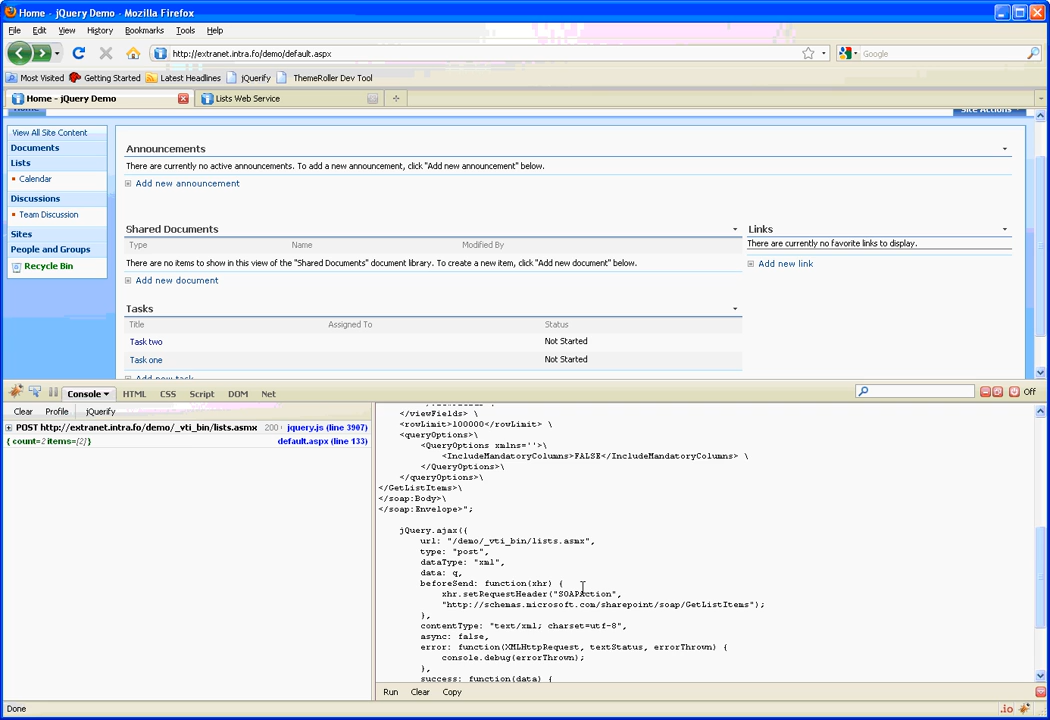 Home - jQuery Demo - Mozilla Firefox
File Edit View History Bookmarks Tools Help
http://extranet.intra.fo/demo/default.aspx
Google
Most Visited Getting Started Latest Headlines jQuerify ThemeRoller Dev Tool
Home - jQuery Demo
Lists Web Service
Home
Site Actions
View All Site Content
Documents
Lists
Calendar
Discussions
Team Discussion
Sites
People and Groups
Recycle Bin
Announcements
There are currently no active announcements. To add a new announcement, click "Add new announcement" below.
Add new announcement
Shared Documents
Type Name Modified By
There are no items to show in this view of the "Shared Documents" document library. To create a new item, click "Add new document" below.
Add new document
Links
There are currently no favorite links to display.
Add new link
Tasks
Title Assigned To Status
Task two Not Started
Task one Not Started
Add new task
Console HTML CSS Script DOM Net
Off
Clear Profile jQuerify
POST http://extranet.intra.fo/demo/_vti_bin/lists.asmx 200 jquery.js (line 3907)
{ count=2 items=[2] } default.aspx (line 133)
</viewFields> \
<rowLimit>100000</rowLimit> \
<queryOptions>\
<QueryOptions xmlns=''>\
<IncludeMandatoryColumns>FALSE</IncludeMandatoryColumns> \
</QueryOptions>\
</queryOptions>\
</GetListItems>\
</soap:Body>\
</soap:Envelope>";
jQuery.ajax({
url: "/demo/_vti_bin/lists.asmx",
type: "post",
dataType: "xml",
data: q,
beforeSend: function(xhr) {
xhr.setRequestHeader("SOAPAction",
"http://schemas.microsoft.com/sharepoint/soap/GetListItems");
},
contentType: "text/xml; charset=utf-8",
async: false,
error: function(XMLHttpRequest, textStatus, errorThrown) {
console.debug(errorThrown);
},
success: function(data) {
Run Clear Copy
Done
.io